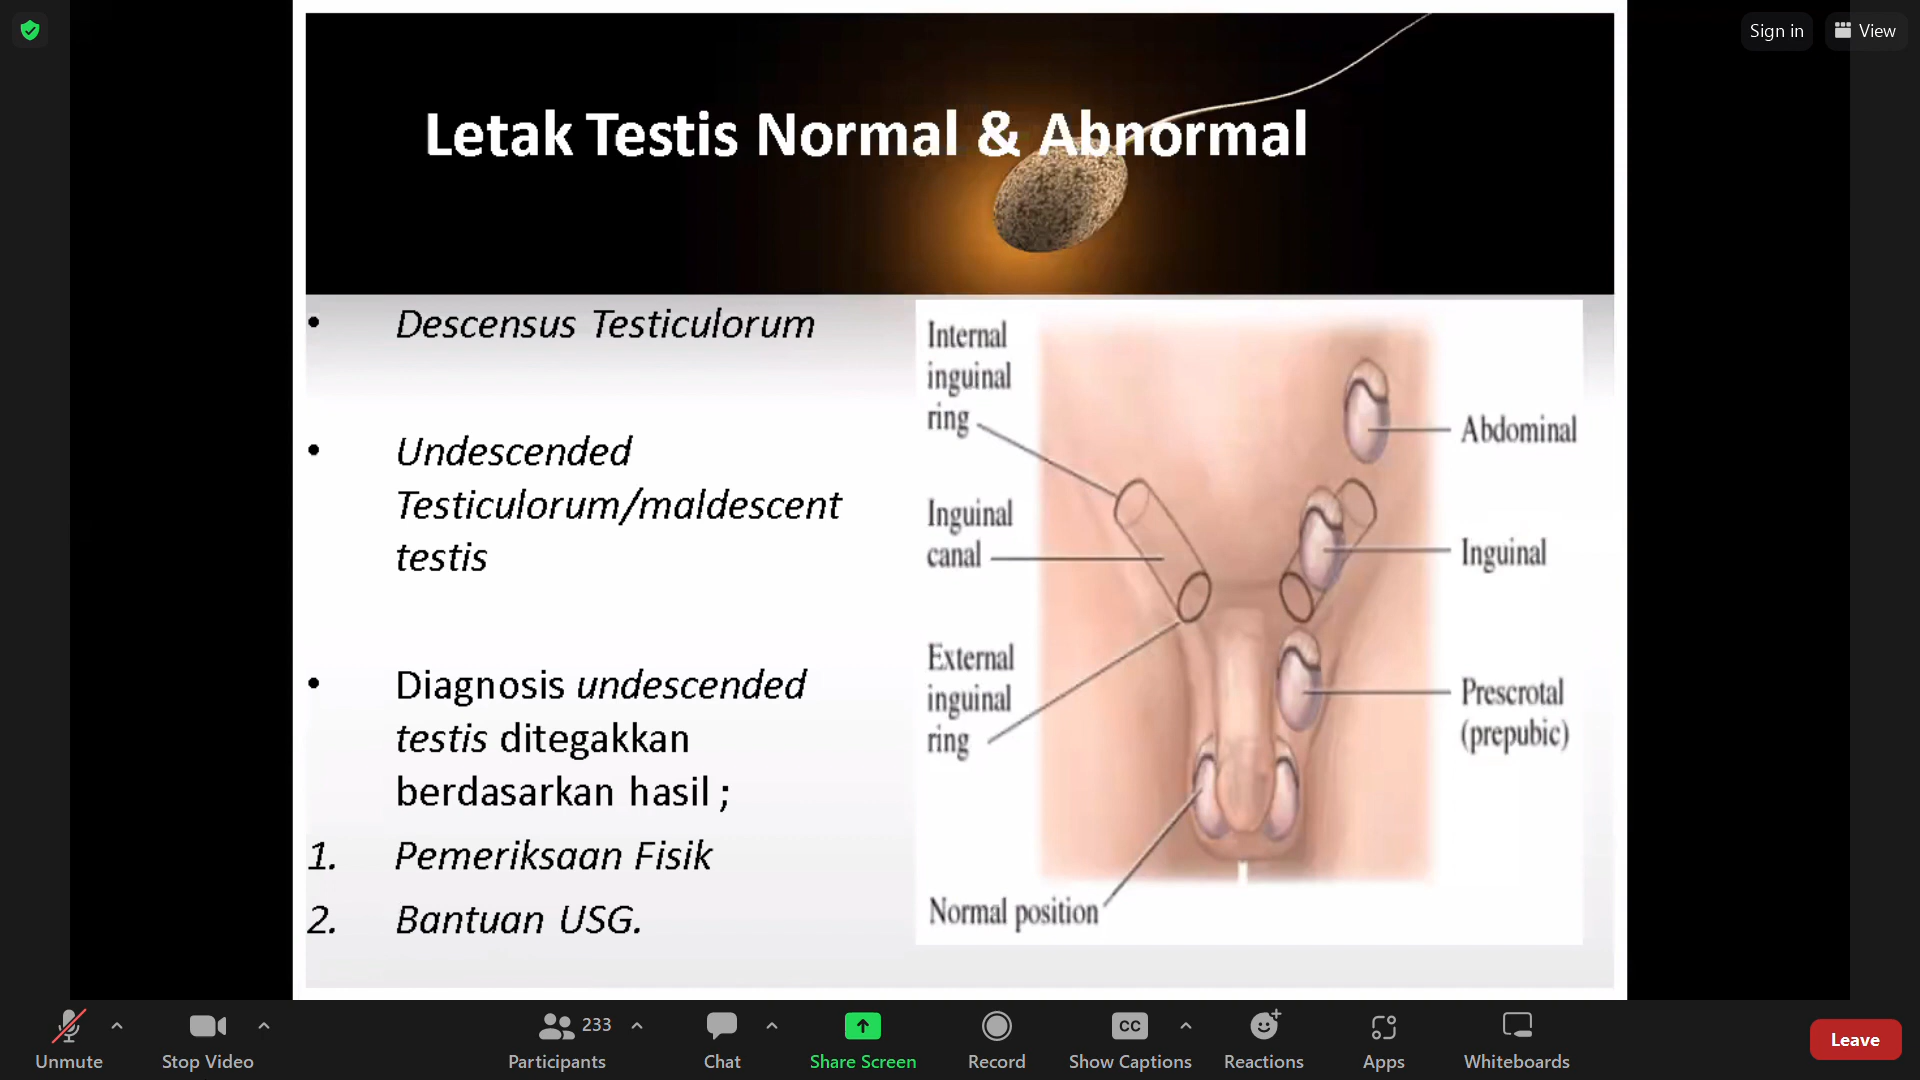 Sign in
View
Letak Testis Normal & Abnormal
• Descensus Testiculorum
• Undescended
Testiculorum/maldescent
testis
• Diagnosis undescended
testis ditegakkan
berdasarkan hasil ;
1. Pemeriksaan Fisik
2. Bantuan USG.
Internal
inguinal
ring
Inguinal
canal
External
inguinal
ring
Normal position
Abdominal
Inguinal
Prescrotal
(prepubic)
Unmute
Stop Video
233
Participants
Chat
Share Screen
Record
CC
Show Captions
Reactions
Apps
Whiteboards
Leave